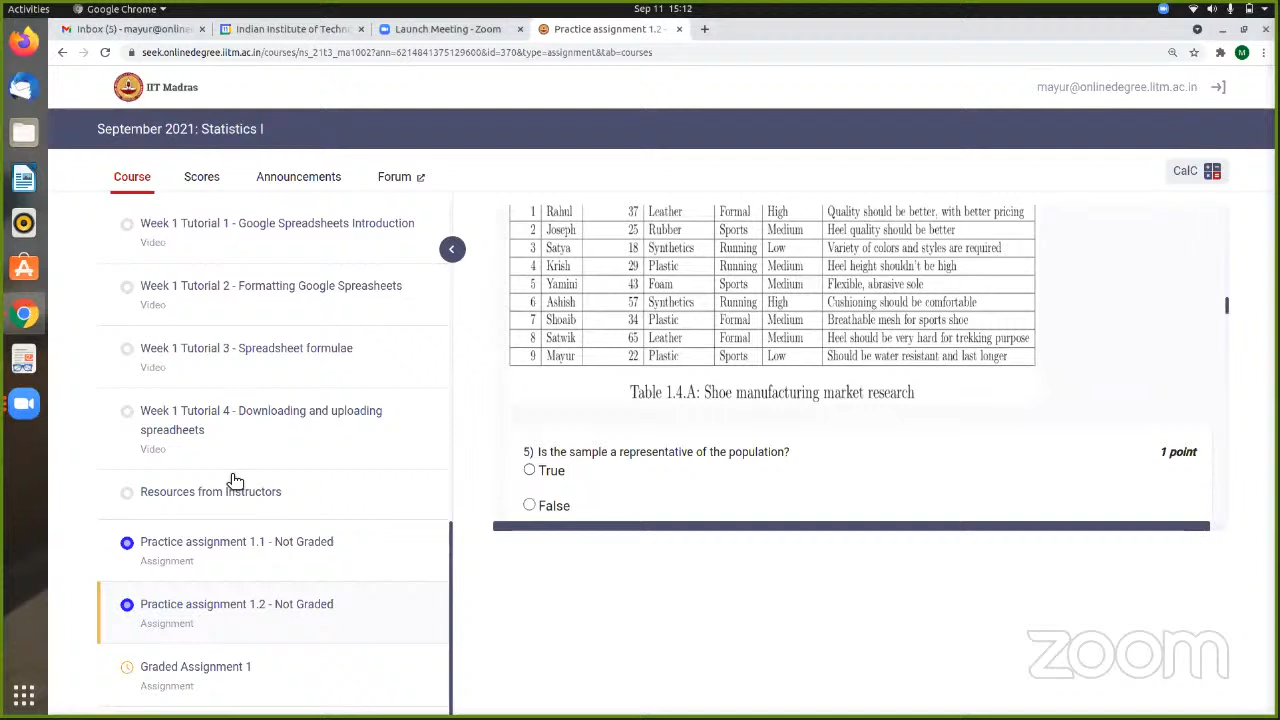 Activities
Google Chrome
Sep 11 15:12
Inbox (5) - mayur@online
Indian Institute of Techn
Launch Meeting - Zoom
Practice assignment 1.2 -
seek.onlinedegree.iitm.ac.in/courses/ns_21t3_ma1002?ann=6214841375129600&id=370&type=assignment&tab=courses
M
IIT Madras
mayur@onlinedegree.iitm.ac.in
September 2021: Statistics I
Course
Scores
Announcements
Forum
CalC
Week 1 Tutorial 1 - Google Spreadsheets Introduction
Video
Week 1 Tutorial 2 - Formatting Google Spreasheets
Video
Week 1 Tutorial 3 - Spreadsheet formulae
Video
Week 1 Tutorial 4 - Downloading and uploading
spreadheets
Video
Resources from Instructors
Practice assignment 1.1 - Not Graded
Assignment
Practice assignment 1.2 - Not Graded
Assignment
Graded Assignment 1
Assignment
1 Rahul 37 Leather Formal High Quality should be better, with better pricing
2 Joseph 25 Rubber Sports Medium Heel quality should be better
3 Satya 18 Synthetics Running Low Variety of colors and styles are required
4 Krish 29 Plastic Running Medium Heel height shouldn't be high
5 Yamini 43 Foam Sports Medium Flexible, abrasive sole
6 Ashish 57 Synthetics Running High Cushioning should be comfortable
7 Shoaib 34 Plastic Formal Medium Breathable mesh for sports shoe
8 Satwik 65 Leather Formal Medium Heel should be very hard for trekking purpose
9 Mayur 22 Plastic Sports Low Should be water resistant and last longer
Table 1.4.A: Shoe manufacturing market research
5) Is the sample a representative of the population?
1 point
True
False
zoom